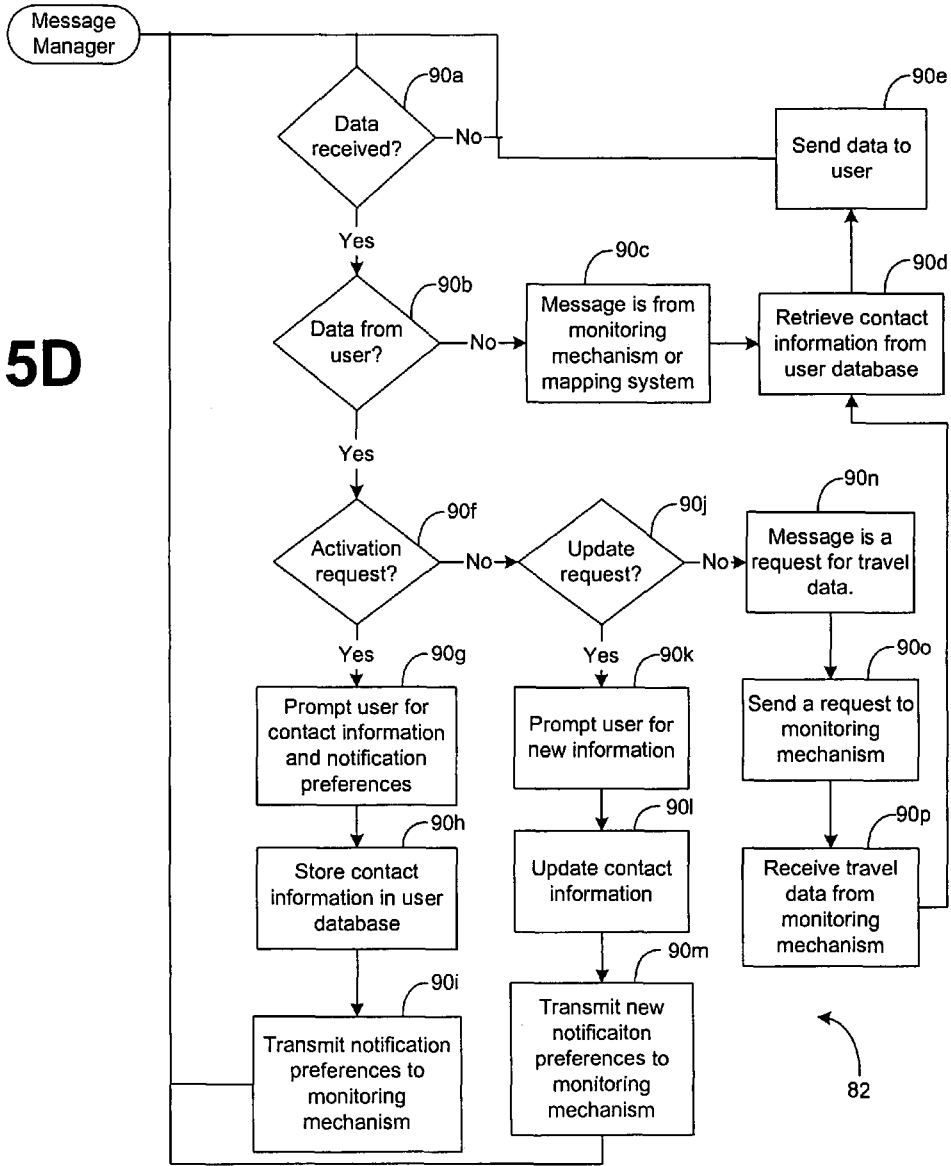 Message
Manager
90a
Data
received?
No
90e
Send data to
user
Yes
90b
Data from
user?
No
90c
Message is from
monitoring
mechanism or
mapping system
90d
Retrieve contact
information from
user database
5D
Yes
90f
Activation
request?
No
90j
Update
request?
No
90n
Message is a
request for travel
data.
Yes
90g
Prompt user for
contact information
and notification
preferences
Yes
90k
Prompt user for
new information
90o
Send a request to
monitoring
mechanism
90h
Store contact
information in user
database
90l
Update contact
information
90p
Receive travel
data from
monitoring
mechanism
90i
Transmit notification
preferences to
monitoring
mechanism
90m
Transmit new
notificaiton
preferences to
monitoring
mechanism
82